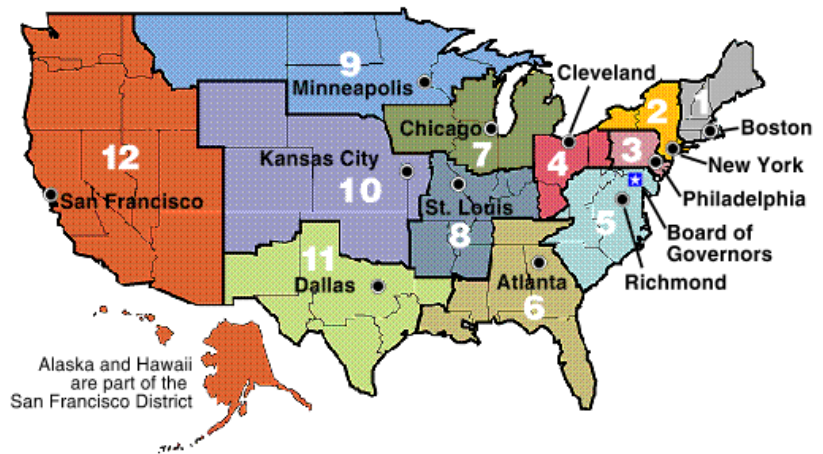 9
Minneapolis
Cleveland
2
1
Chicago
7
Boston
12
Kansas City
4
3
New York
10
San Francisco
St. Louis
Philadelphia
5
8
Board of
Governors
11
Dallas
Atlanta
Richmond
6
Alaska and Hawaii
are part of the
San Francisco District